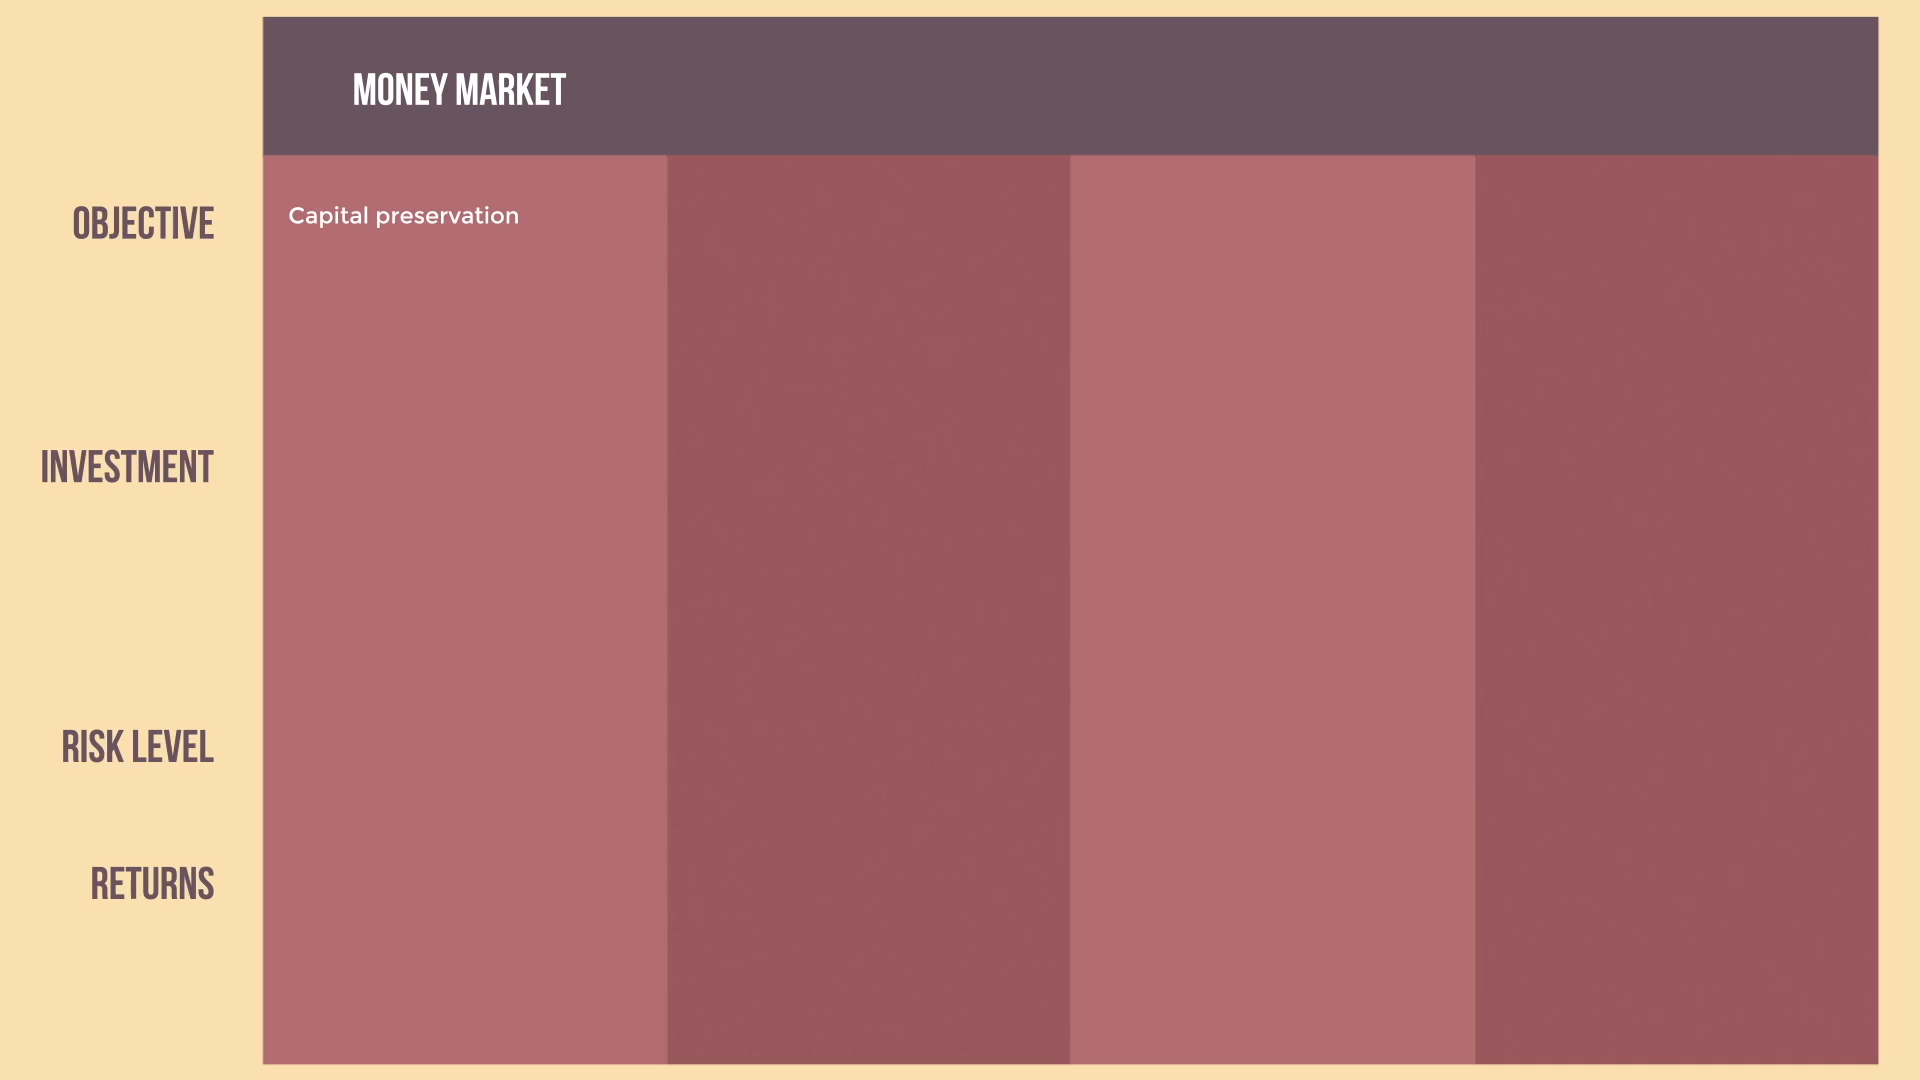 MONEY MARKET
OBJECTIVE
Capital preservation
INVESTMENT
RISK LEVEL
RETURNS